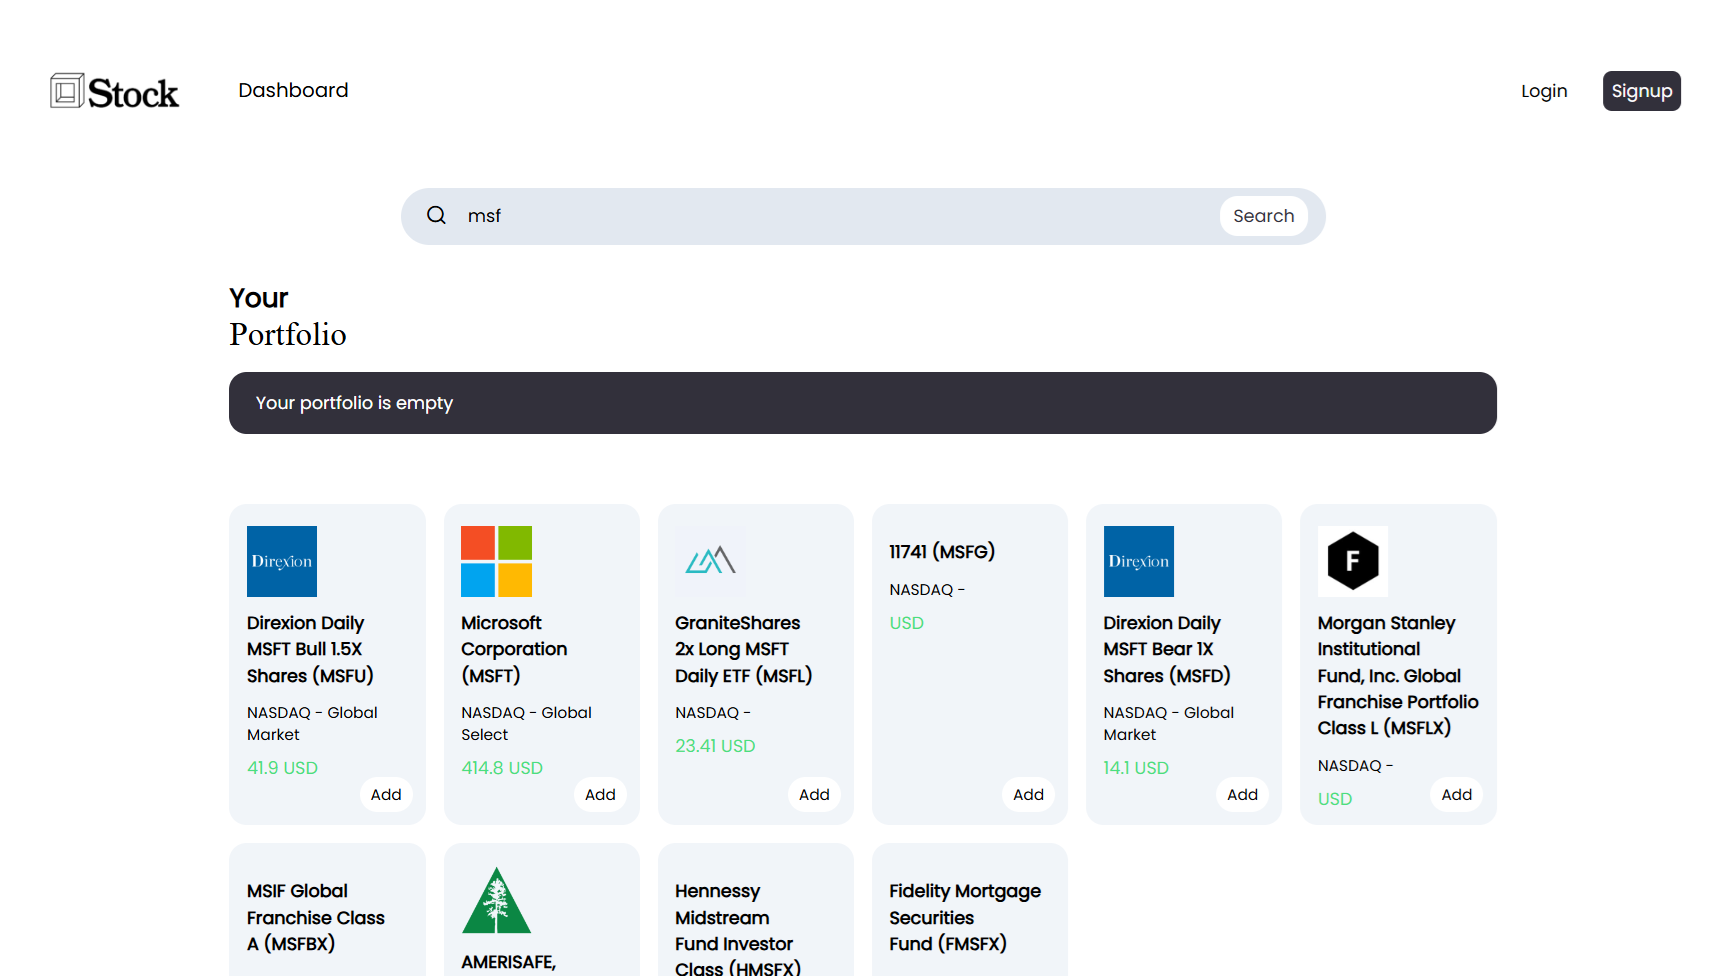 Stock
Dashboard
Login
Signup
msf
Search
Your
Portfolio
Your portfolio is empty
Direxion
Direxion Daily
MSFT Bull 1.5X
Shares (MSFU)
NASDAQ - Global
Market
41.9 USD
Add
Microsoft
Corporation
(MSFT)
NASDAQ - Global
Select
414.8 USD
Add
GraniteShares
2x Long MSFT
Daily ETF (MSFL)
NASDAQ -
23.41 USD
Add
11741 (MSFG)
NASDAQ -
USD
Add
Direxion
Direxion Daily
MSFT Bear 1X
Shares (MSFD)
NASDAQ - Global
Market
14.1 USD
Add
F
Morgan Stanley
Institutional
Fund, Inc. Global
Franchise Portfolio
Class L (MSFLX)
NASDAQ -
USD
Add
MSIF Global
Franchise Class
A (MSFBX)
AMERISAFE,
Hennessy
Midstream
Fund Investor
Class (HMSFX)
Fidelity Mortgage
Securities
Fund (FMSFX)